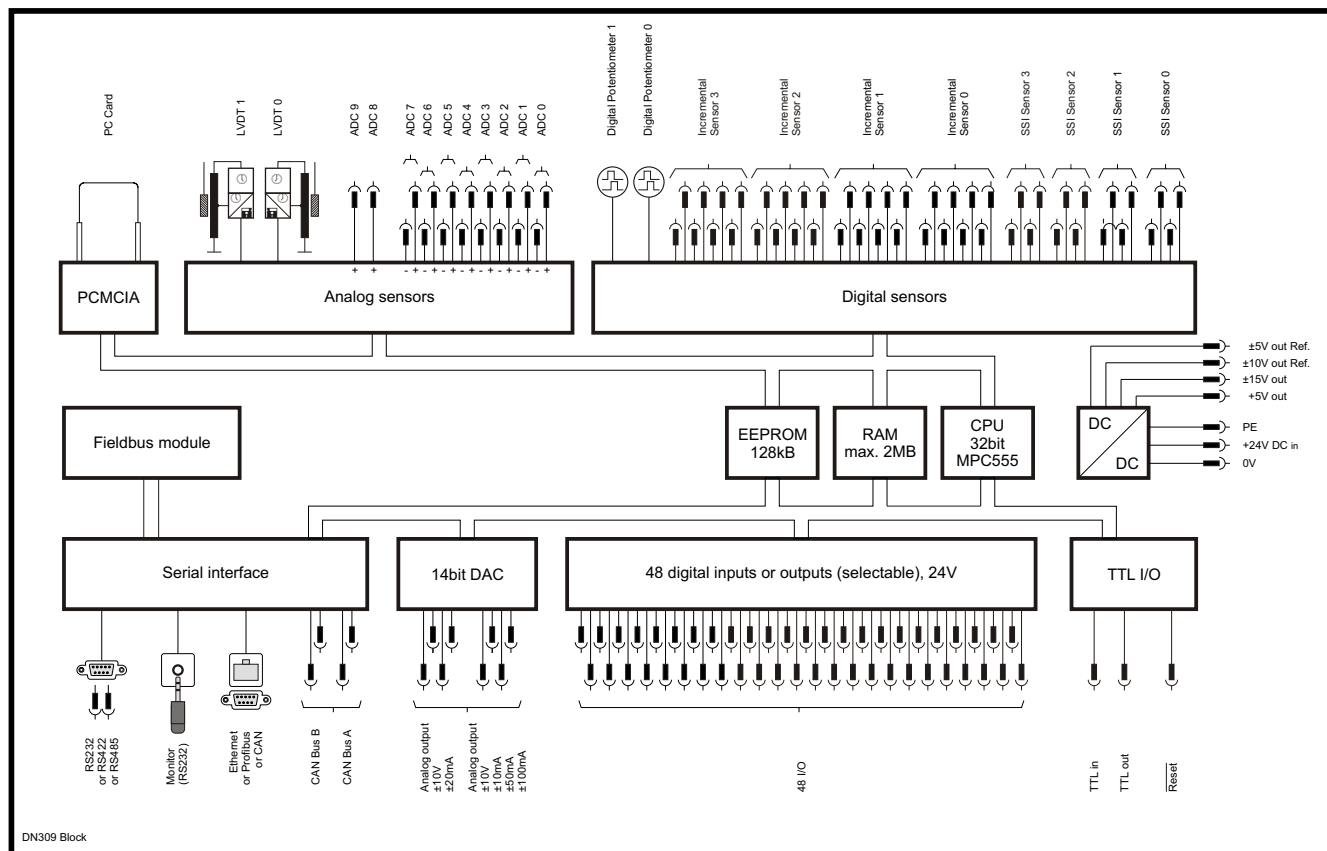 PC Card
LVDT 1
LVDT 0
ADC 9
ADC 8
ADC 7
ADC 6
ADC 5
ADC 4
ADC 3
ADC 2
ADC 1
ADC 0
Digital Potentiometer 1
Digital Potentiometer 0
Incremental
Sensor 3
Incremental
Sensor 2
Incremental
Sensor 1
Incremental
Sensor 0
SSI Sensor 3
SSI Sensor 2
SSI Sensor 1
SSI Sensor 0
+ + - + - + - + - + - + - + - + - +
PCMCIA
Analog sensors
Digital sensors
±5V out Ref.
±10V out Ref.
±15V out
+5V out
Fieldbus module
EEPROM
128kB
RAM
max. 2MB
CPU
32bit
MPC555
DC
DC
PE
+24V DC in
0V
Serial interface
14bit DAC
48 digital inputs or outputs (selectable), 24V
TTL I/O
RS232
or RS422
or RS485
Monitor
(RS232)
Ethernet
or Profibus
or CAN
CAN Bus B
CAN Bus A
Analog output
±10V
±20mA
Analog output
±10V
±10mA
±50mA
±100mA
48 I/O
TTL in
TTL out
Reset
DN309 Block